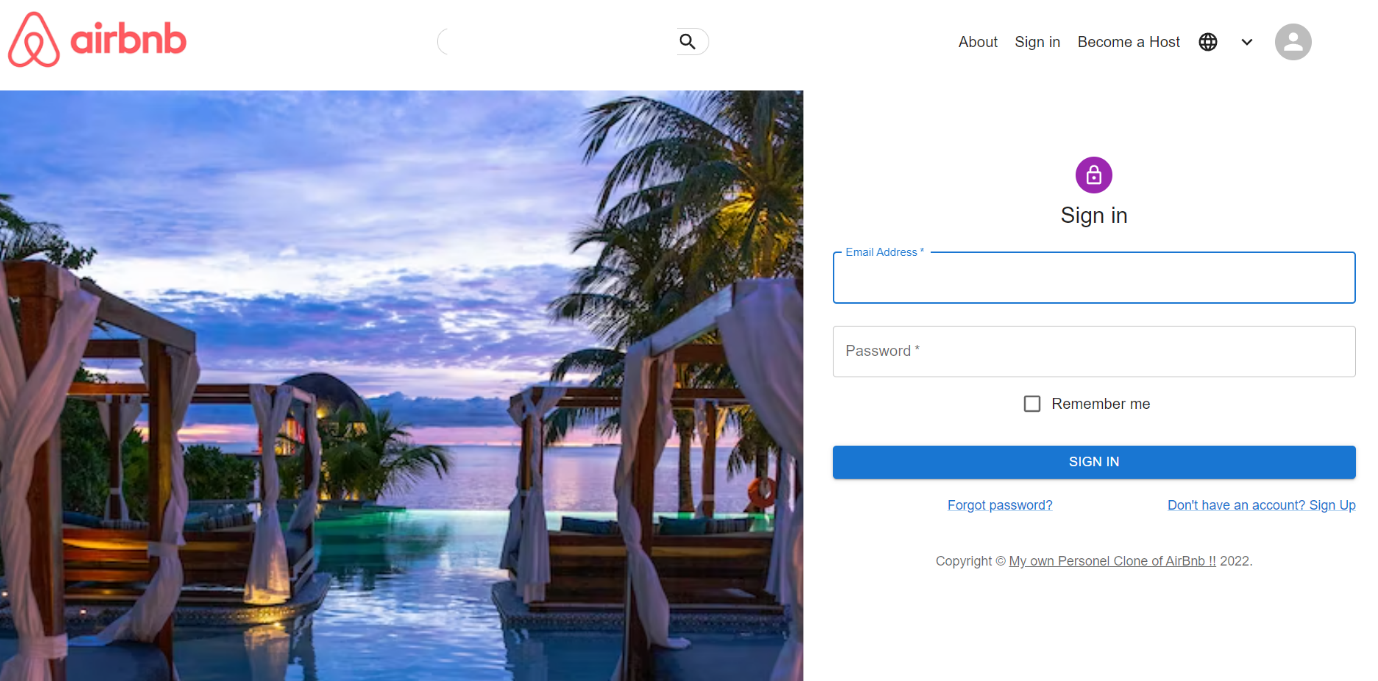 airbnb
About Sign in Become a Host
Sign in
Email Address *
Password *
Remember me
SIGN IN
Forgot password? Don't have an account? Sign Up
Copyright © My own Personel Clone of AirBnb !! 2022.